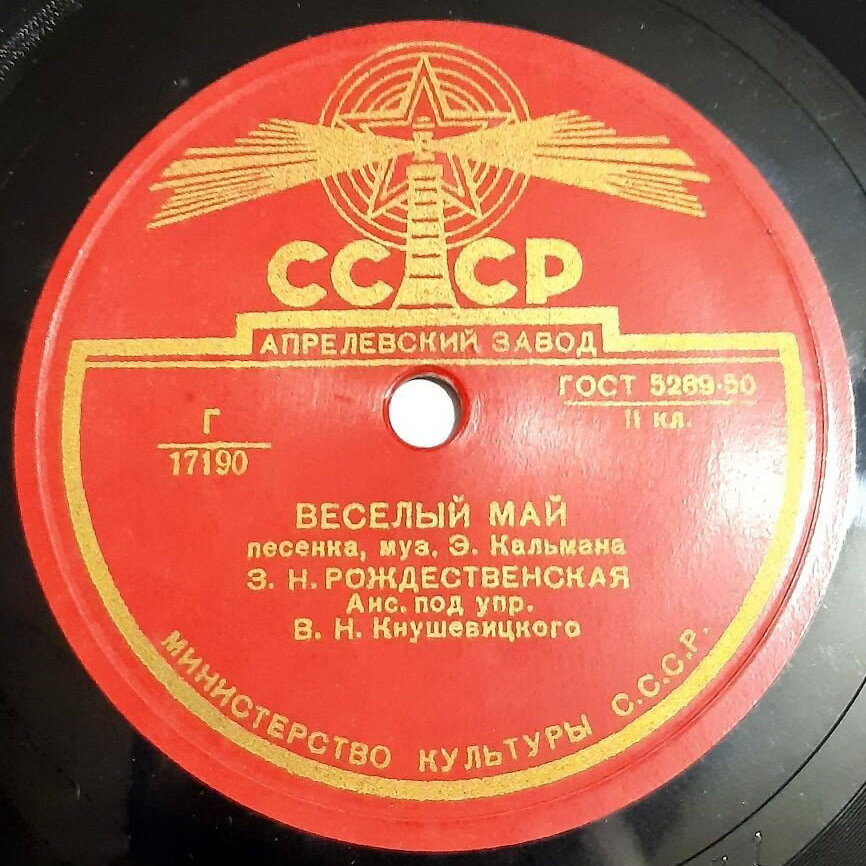 СССР
АПРЕЛЕВСКИЙ ЗАВОД
ГОСТ 5289-50
II кл.
Г
17190
ВЕСЕЛЫЙ МАЙ
песенка, муз. Э. Кальмана
З. Н. РОЖДЕСТВЕНСКАЯ
Анс. под упр.
В. Н. Кнушевицкого
МИНИСТЕРСТВО КУЛЬТУРЫ С.С.С.Р.